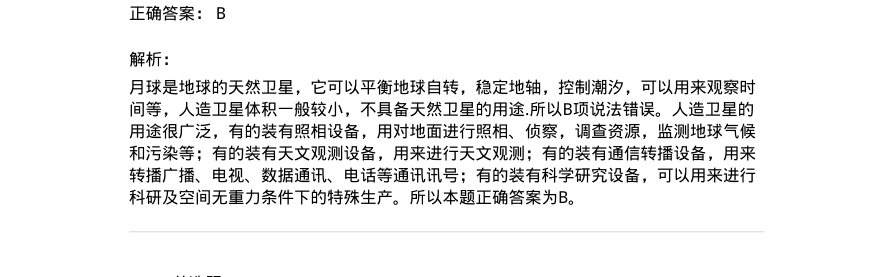 正确答案： B
解析：
月球是地球的天然卫星，它可以平衡地球自转，稳定地轴，控制潮汐，可以用来观察时
间等，人造卫星体积一般较小，不具备天然卫星的用途.所以B项说法错误。人造卫星的
用途很广泛，有的装有照相设备，用对地面进行照相、侦察，调查资源，监测地球气候
和污染等；有的装有天文观测设备，用来进行天文观测；有的装有通信转播设备，用来
转播广播、电视、数据通讯、电话等通讯讯号；有的装有科学研究设备，可以用来进行
科研及空间无重力条件下的特殊生产。所以本题正确答案为B。